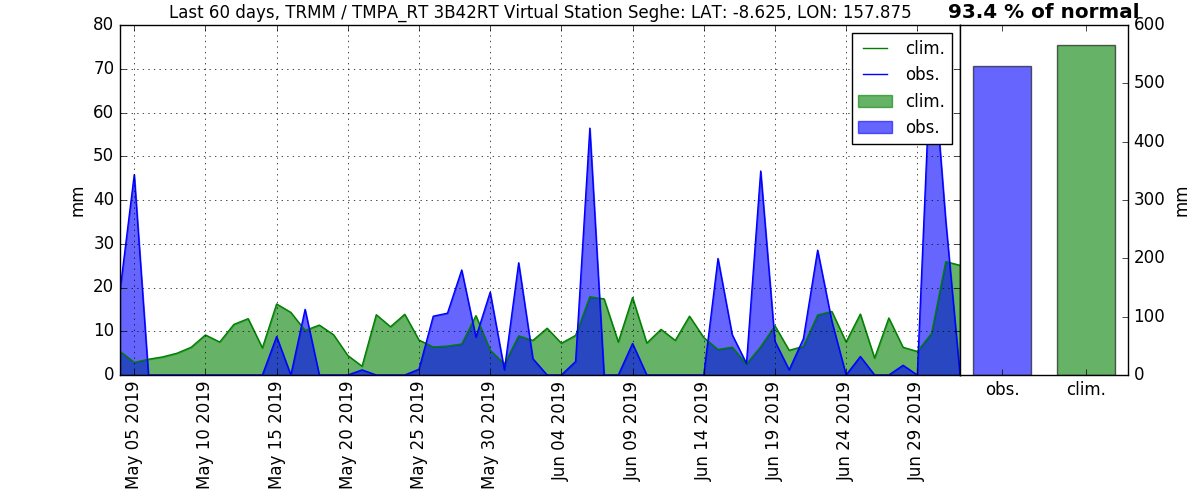 Last 60 days, TRMM / TMPA_RT 3B42RT Virtual Station Seghe: LAT: -8.625, LON: 157.875
93.4 % of normal
80
70
60
50
40
30
20
10
0
mm
clim.
obs.
clim.
obs.
600
500
400
300
200
100
0
mm
May 05 2019
May 10 2019
May 15 2019
May 20 2019
May 25 2019
May 30 2019
Jun 04 2019
Jun 09 2019
Jun 14 2019
Jun 19 2019
Jun 24 2019
Jun 29 2019
obs.
clim.